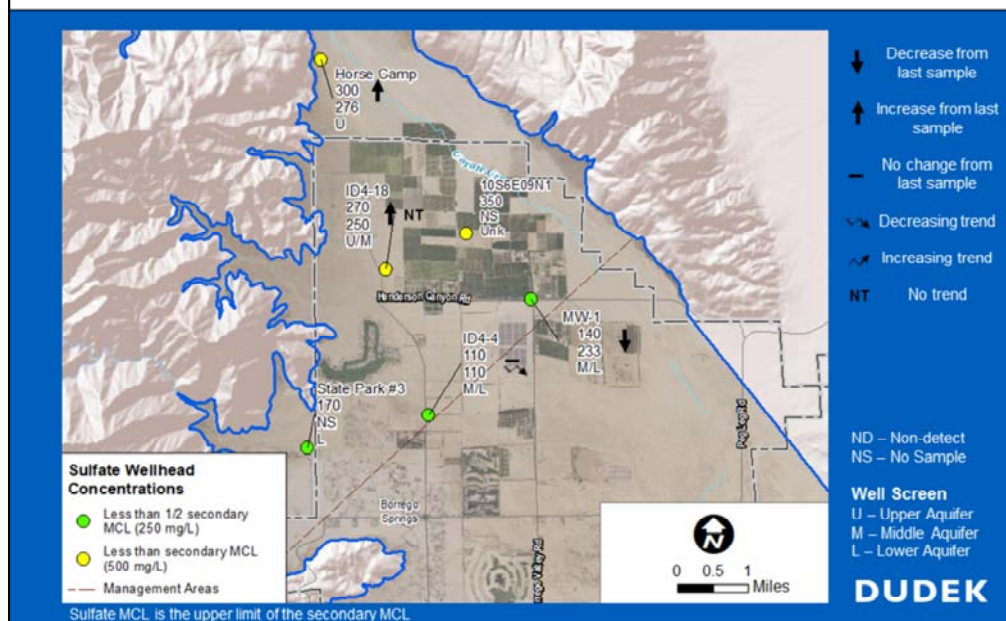 Horse Camp
300
276
U
ID4-18
270
250
U/M
NT
10S6E09N1
350
NS
Unk
Henderson Canyon Rd
MW-1
140
233
M/L
ID4-4
110
110
M/L
State Park #3
170
NS
L
Borrego
Springs
Sulfate Wellhead
Concentrations
Less than 1/2 secondary
MCL (250 mg/L)
Less than secondary MCL
(500 mg/L)
Management Areas
N
0 0.5 1
Miles
Sulfate MCL is the upper limit of the secondary MCL
Decrease from
last sample
Increase from last
sample
No change from
last sample
Decreasing trend
Increasing trend
NT No trend
ND – Non-detect
NS – No Sample
Well Screen
U – Upper Aquifer
M – Middle Aquifer
L – Lower Aquifer
DUDEK